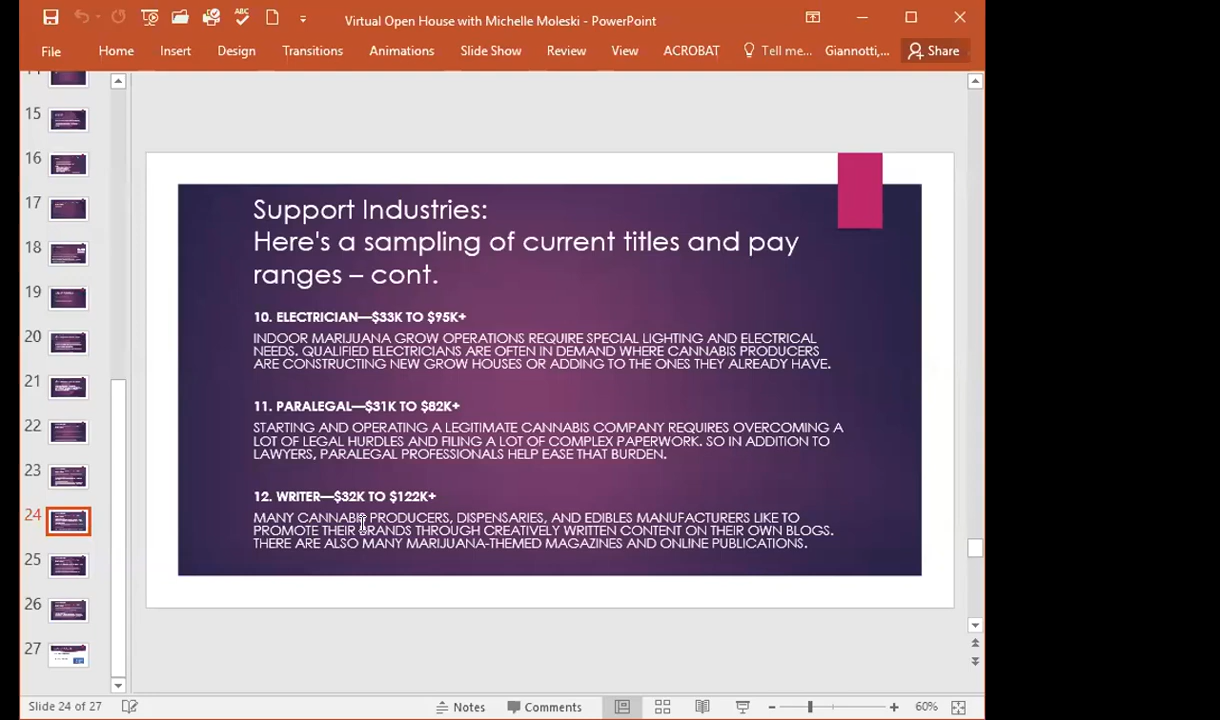 Virtual Open House with Michelle Moleski - PowerPoint
File Home Insert Design Transitions Animations Slide Show Review View ACROBAT Tell me... Giannotti,... Share
ABC
15
16
17
18
19
20
21
22
23
24
25
26
27
Support Industries:
Here's a sampling of current titles and pay
ranges – cont.
10. ELECTRICIAN—$33K TO $95K+
INDOOR MARIJUANA GROW OPERATIONS REQUIRE SPECIAL LIGHTING AND ELECTRICAL
NEEDS. QUALIFIED ELECTRICIANS ARE OFTEN IN DEMAND WHERE CANNABIS PRODUCERS
ARE CONSTRUCTING NEW GROW HOUSES OR ADDING TO THE ONES THEY ALREADY HAVE.
11. PARALEGAL—$31K TO $82K+
STARTING AND OPERATING A LEGITIMATE CANNABIS COMPANY REQUIRES OVERCOMING A
LOT OF LEGAL HURDLES AND FILING A LOT OF COMPLEX PAPERWORK. SO IN ADDITION TO
LAWYERS, PARALEGAL PROFESSIONALS HELP EASE THAT BURDEN.
12. WRITER—$32K TO $122K+
MANY CANNABIS PRODUCERS, DISPENSARIES, AND EDIBLES MANUFACTURERS LIKE TO
PROMOTE THEIR BRANDS THROUGH CREATIVELY WRITTEN CONTENT ON THEIR OWN BLOGS.
THERE ARE ALSO MANY MARIJUANA-THEMED MAGAZINES AND ONLINE PUBLICATIONS.
Slide 24 of 27 Notes Comments 60%